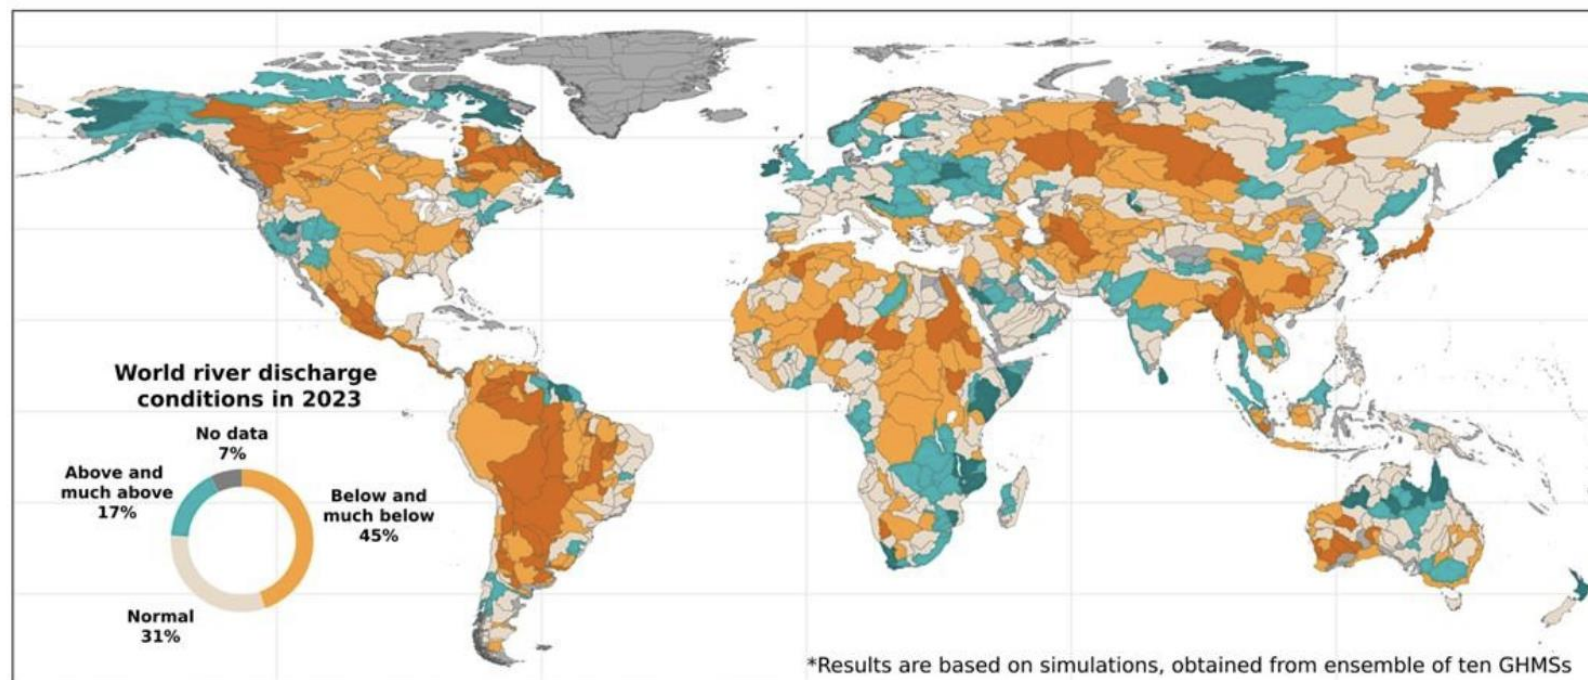 World river discharge
conditions in 2023
No data
7%
Above and
much above
17%
Below and
much below
45%
Normal
31%
*Results are based on simulations, obtained from ensemble of ten GHMSs